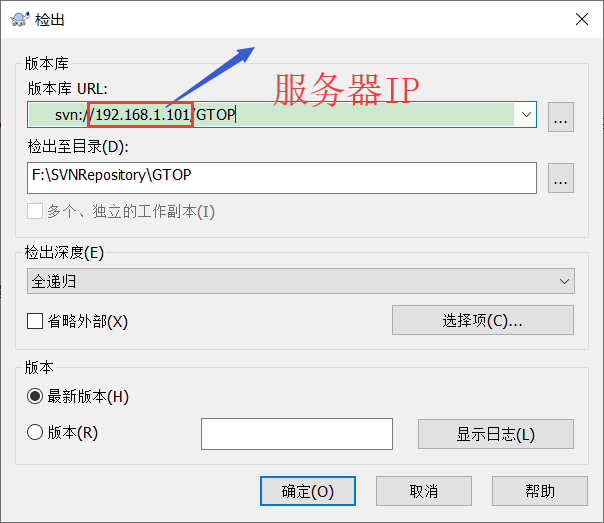 检出
版本库
版本库 URL:
svn://192.168.1.101/GTOP
服务器IP
...
检出至目录(D):
F:\SVNRepository\GTOP
...
多个、独立的工作副本(I)
检出深度(E)
全递归
省略外部(X)
选择项(C)...
版本
最新版本(H)
版本(R)
显示日志(L)
确定(O)
取消
帮助